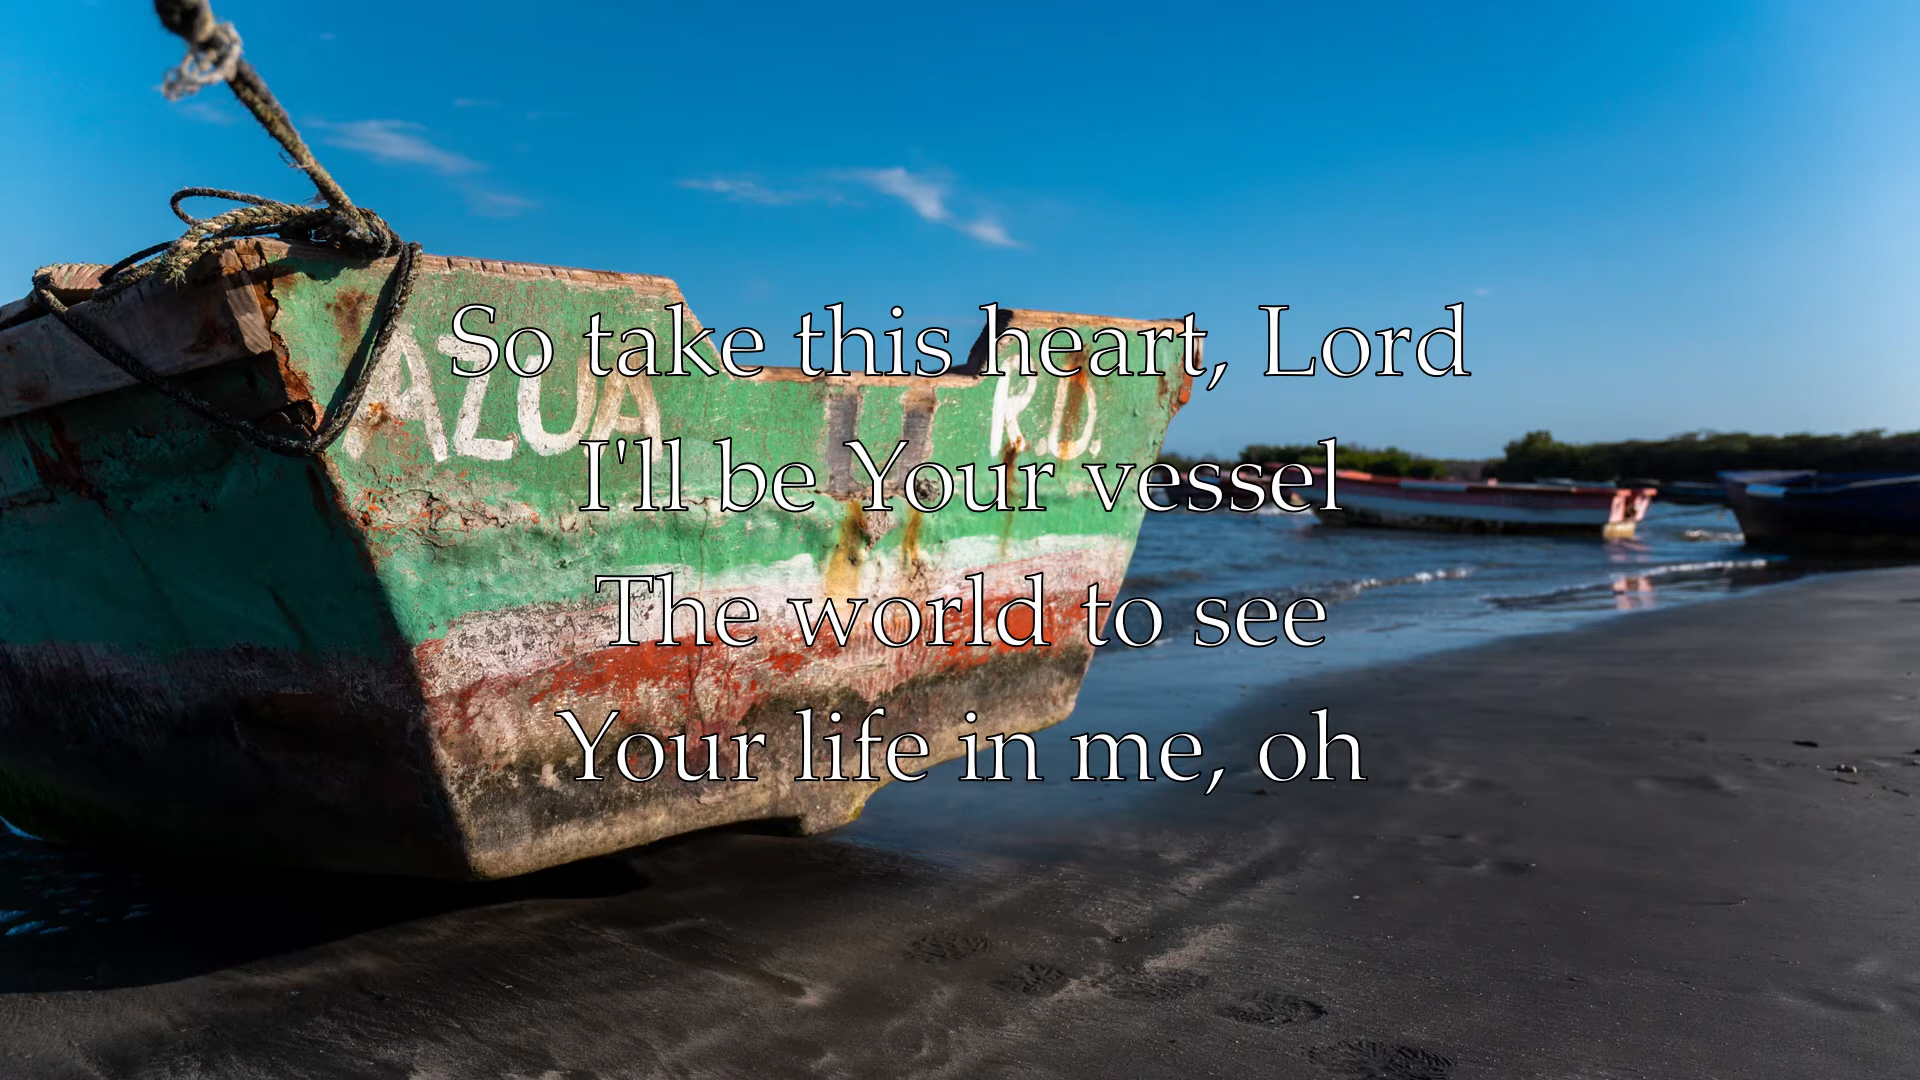 So take this heart, Lord
AZUA R.D.
I'll be Your vessel
The world to see
Your life in me, oh